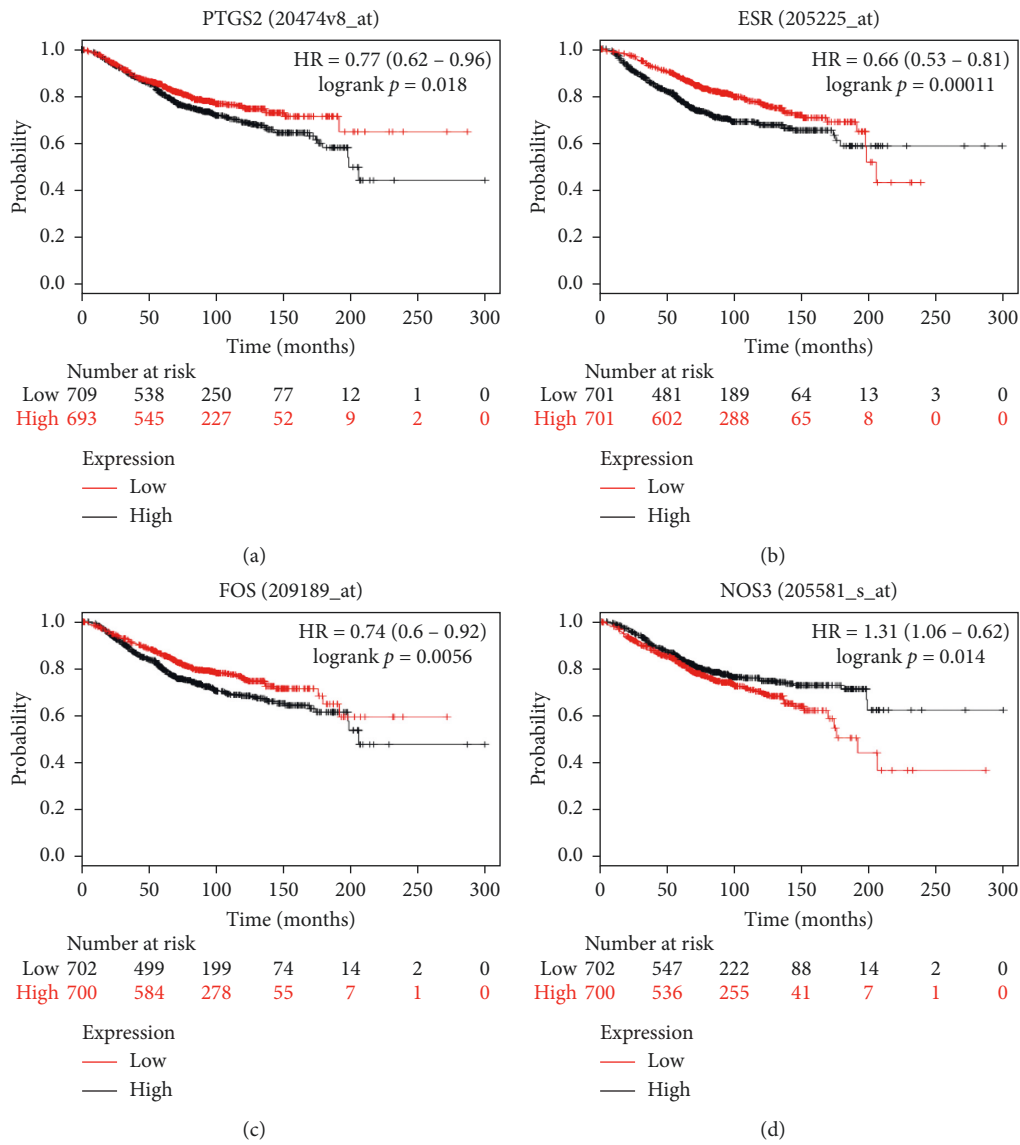 PTGS2 (20474v8_at)
HR = 0.77 (0.62 – 0.96)
logrank p = 0.018
1.0
0.8
0.6
0.4
0.2
0.0
Probability
0 50 100 150 200 250 300
Time (months)
Number at risk
Low 709 538 250 77 12 1 0
High 693 545 227 52 9 2 0
Expression
Low
High
(a)
ESR (205225_at)
HR = 0.66 (0.53 – 0.81)
logrank p = 0.00011
1.0
0.8
0.6
0.4
0.2
0.0
Probability
0 50 100 150 200 250 300
Time (months)
Number at risk
Low 701 481 189 64 13 3 0
High 701 602 288 65 8 0 0
Expression
Low
High
(b)
FOS (209189_at)
HR = 0.74 (0.6 – 0.92)
logrank p = 0.0056
1.0
0.8
0.6
0.4
0.2
0.0
Probability
0 50 100 150 200 250 300
Time (months)
Number at risk
Low 702 499 199 74 14 2 0
High 700 584 278 55 7 1 0
Expression
Low
High
(c)
NOS3 (205581_s_at)
HR = 1.31 (1.06 – 0.62)
logrank p = 0.014
1.0
0.8
0.6
0.4
0.2
0.0
Probability
0 50 100 150 200 250 300
Time (months)
Number at risk
Low 702 547 222 88 14 2 0
High 700 536 255 41 7 1 0
Expression
Low
High
(d)